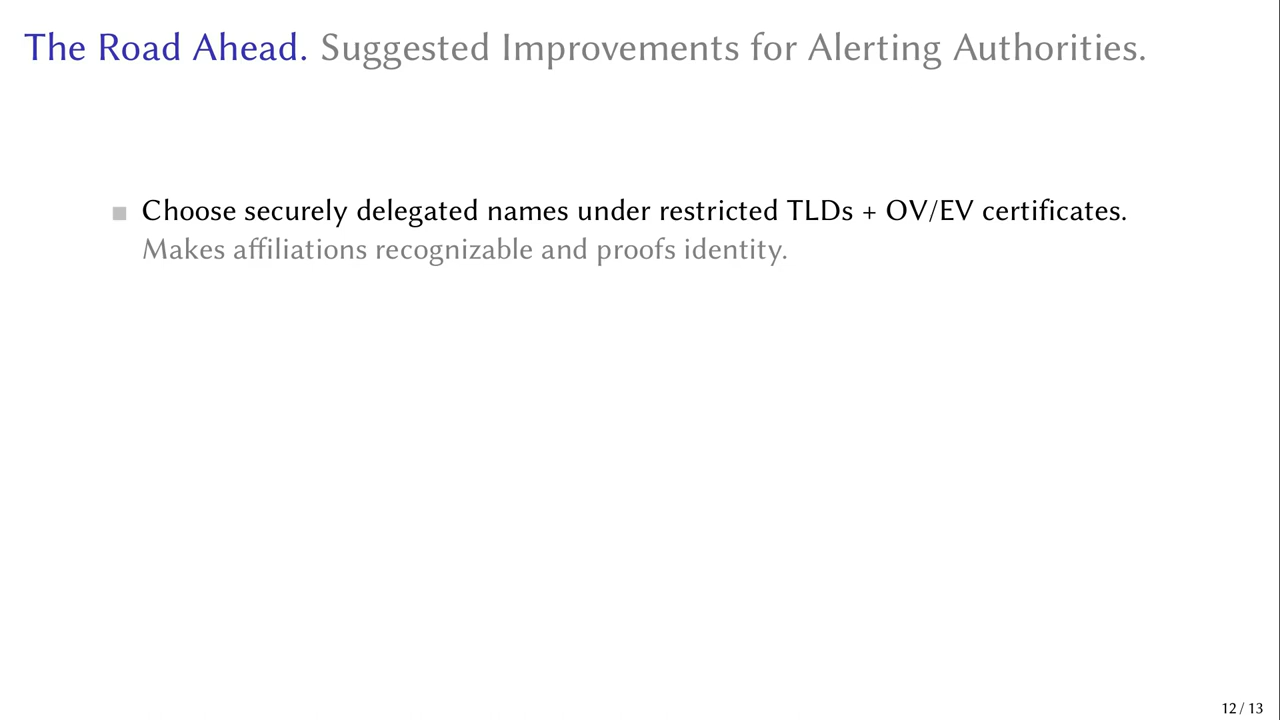 The Road Ahead. Suggested Improvements for Alerting Authorities.
Choose securely delegated names under restricted TLDs + OV/EV certificates.
Makes affiliations recognizable and proofs identity.
12 / 13